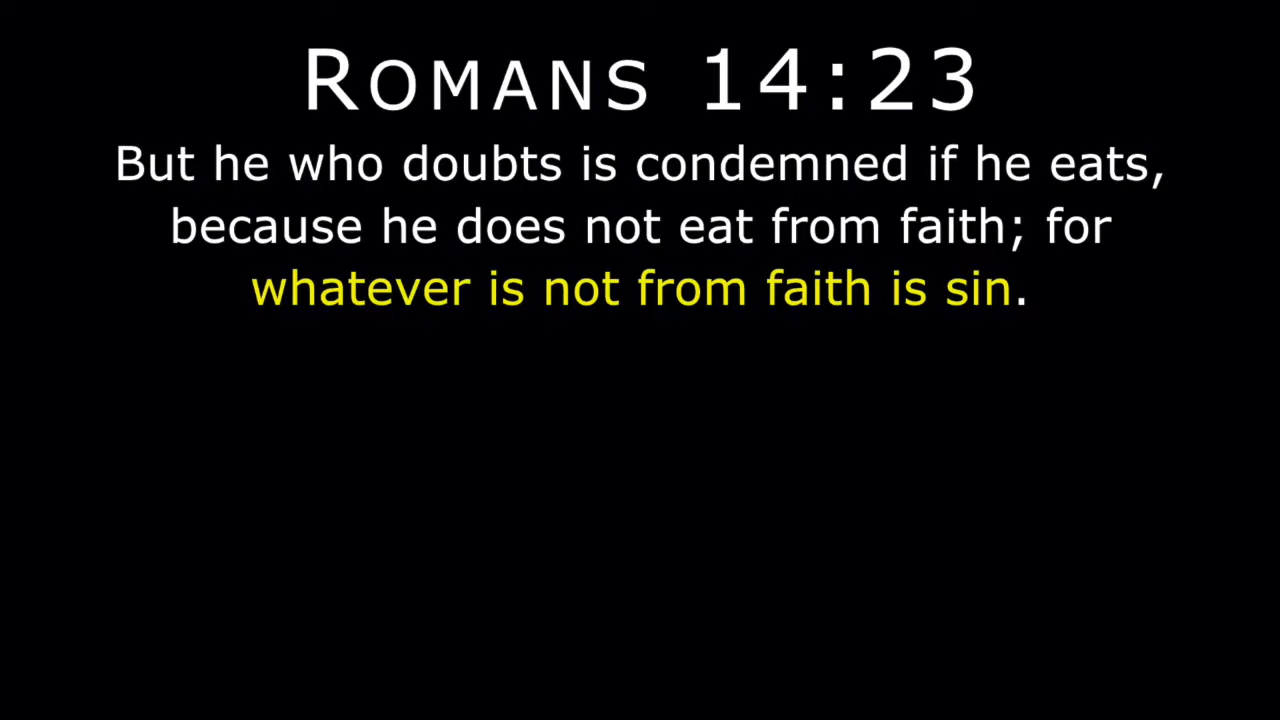 Romans 14:23
But he who doubts is condemned if he eats,
because he does not eat from faith; for
whatever is not from faith is sin.